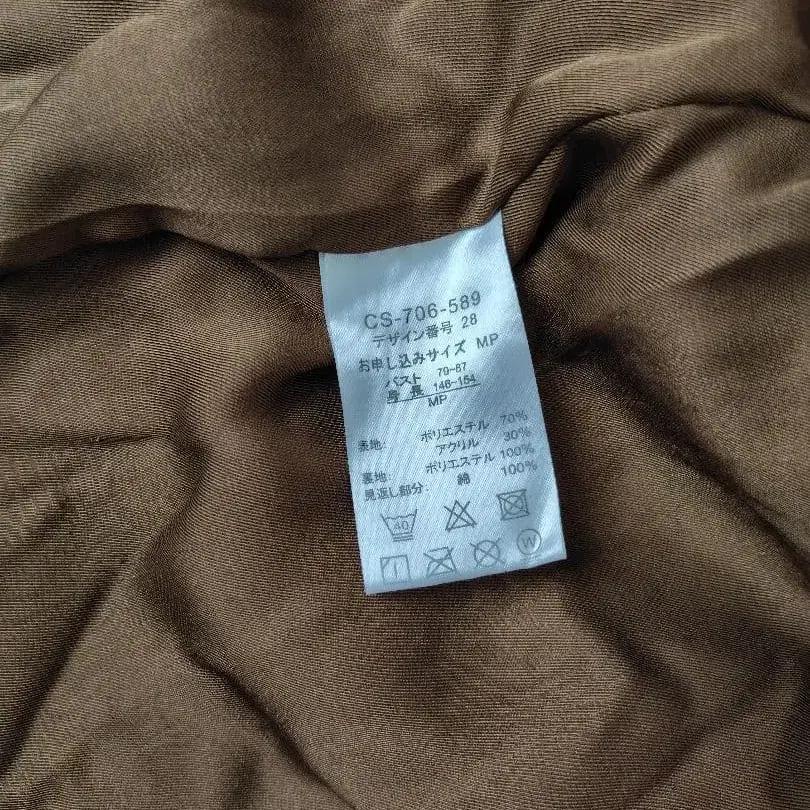 CS-706-589
デザイン番号 28
お申し込みサイズ MP
バスト 79-87
身長 146-154
MP
表地: ポリエステル 70%
アクリル 30%
裏地: ポリエステル 100%
見返し部分: 綿 100%
40
W